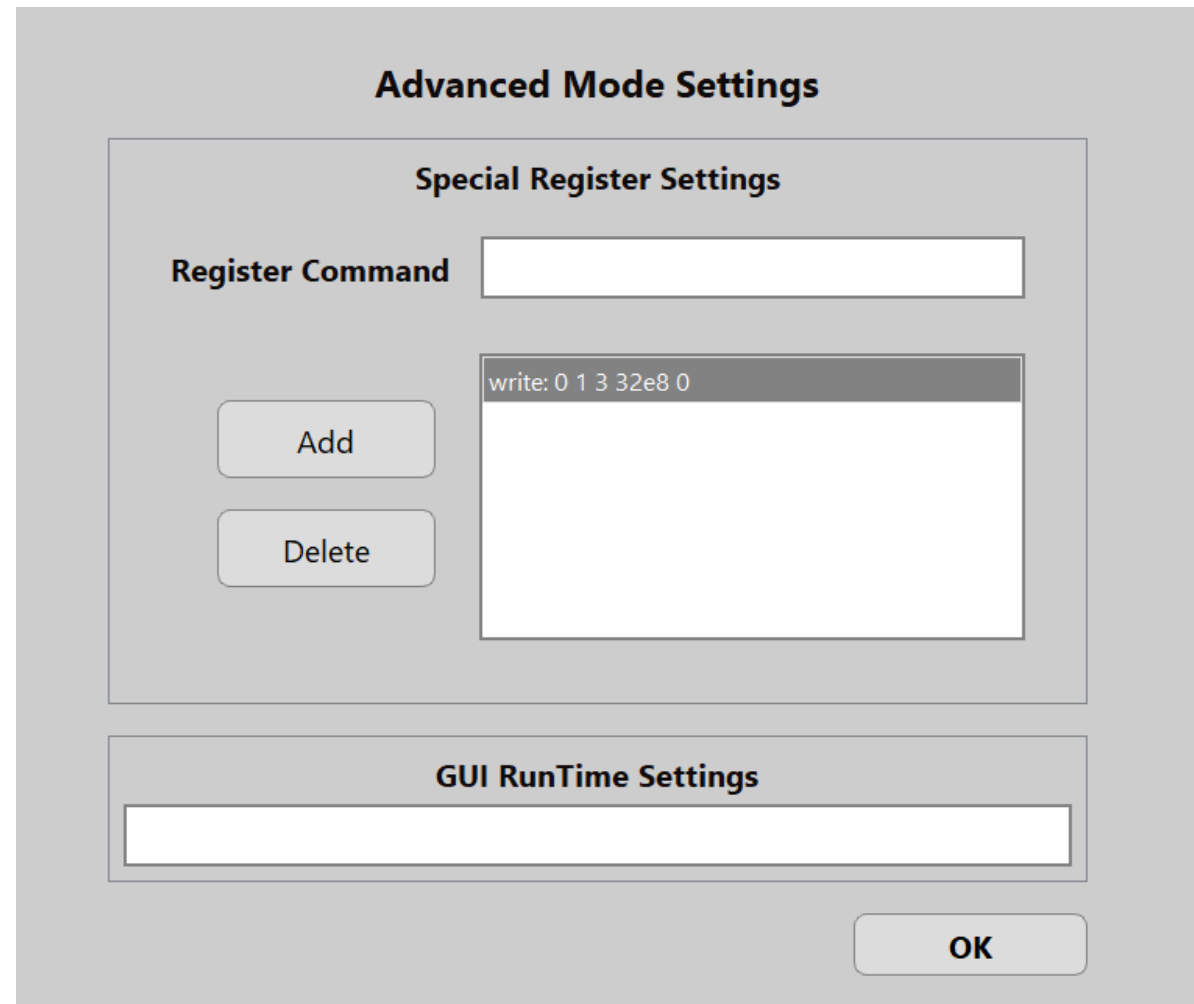 Advanced Mode Settings
Special Register Settings
Register Command
write: 0 1 3 32e8 0
Add
Delete
GUI RunTime Settings
OK